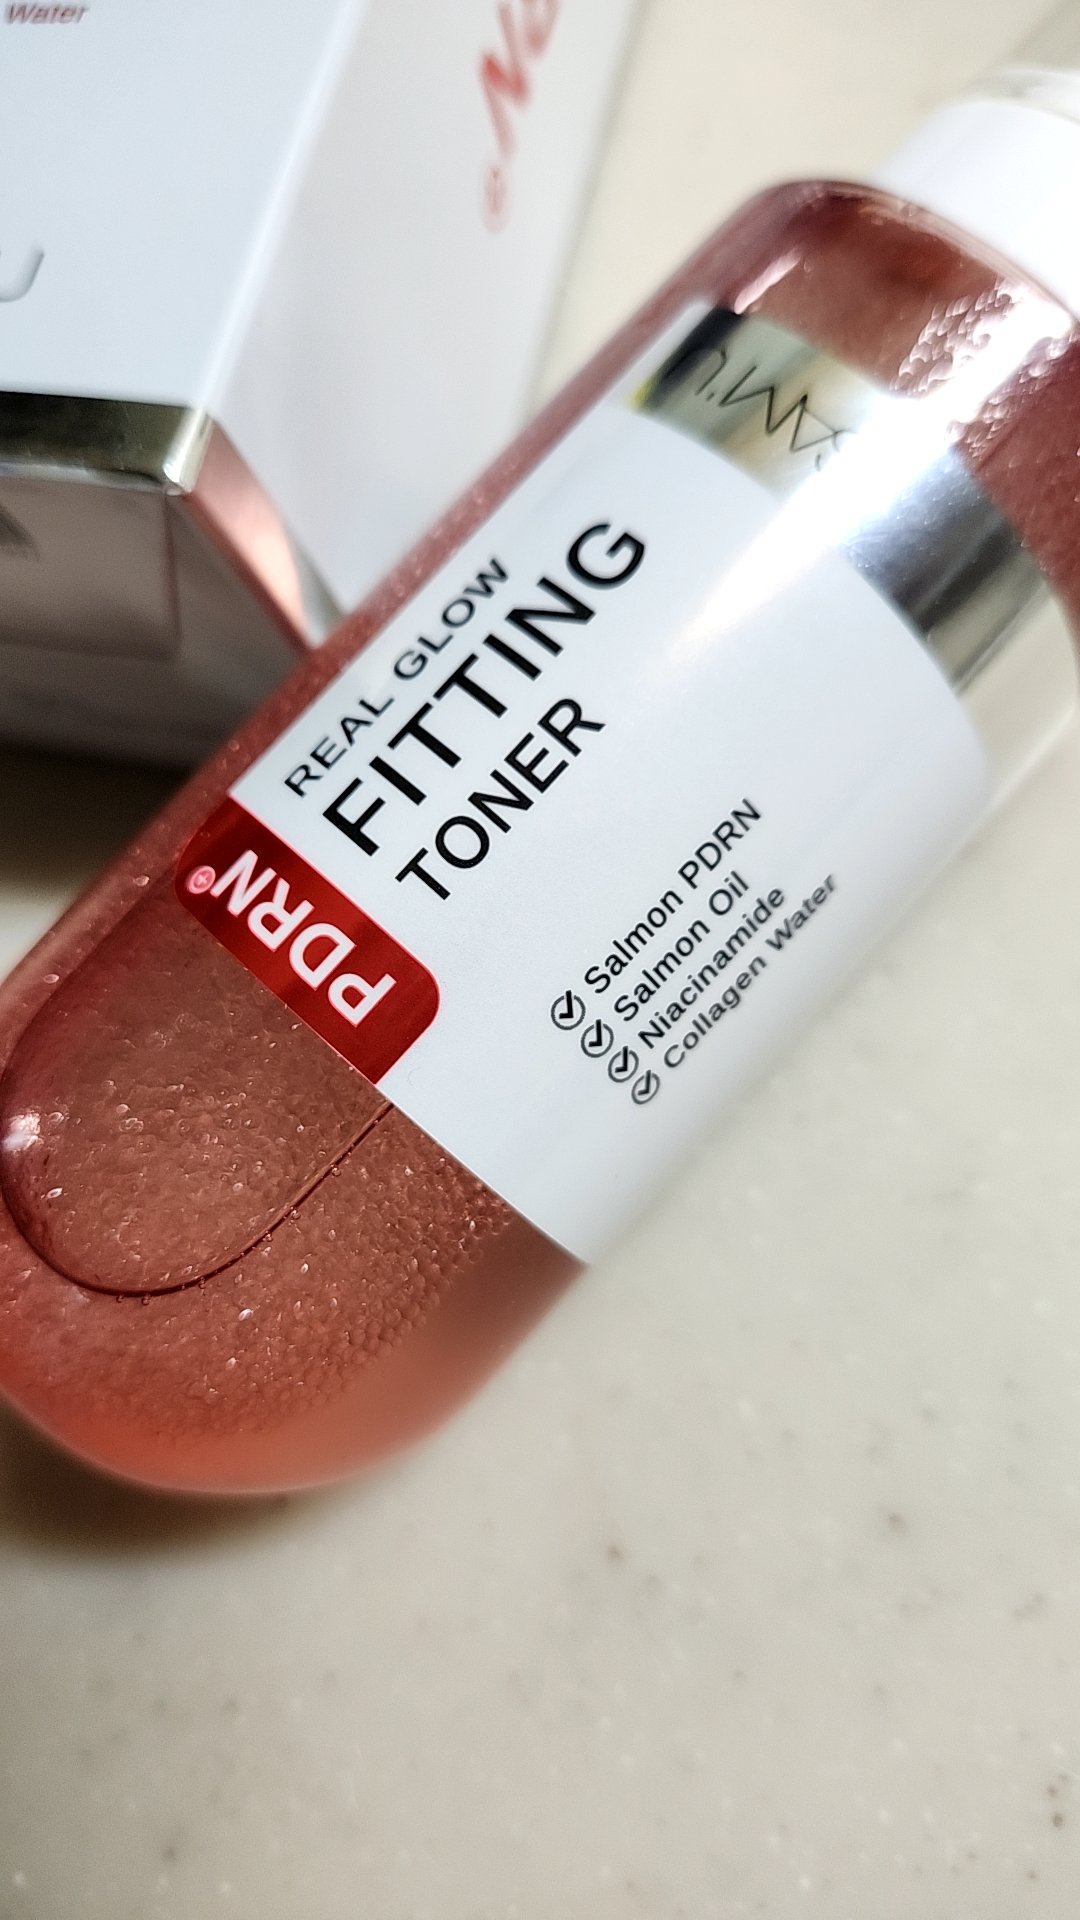 Water
REAL GLOW
FITTING
TONER
PDRN
Salmon PDRN
Salmon Oil
Niacinamide
Collagen Water